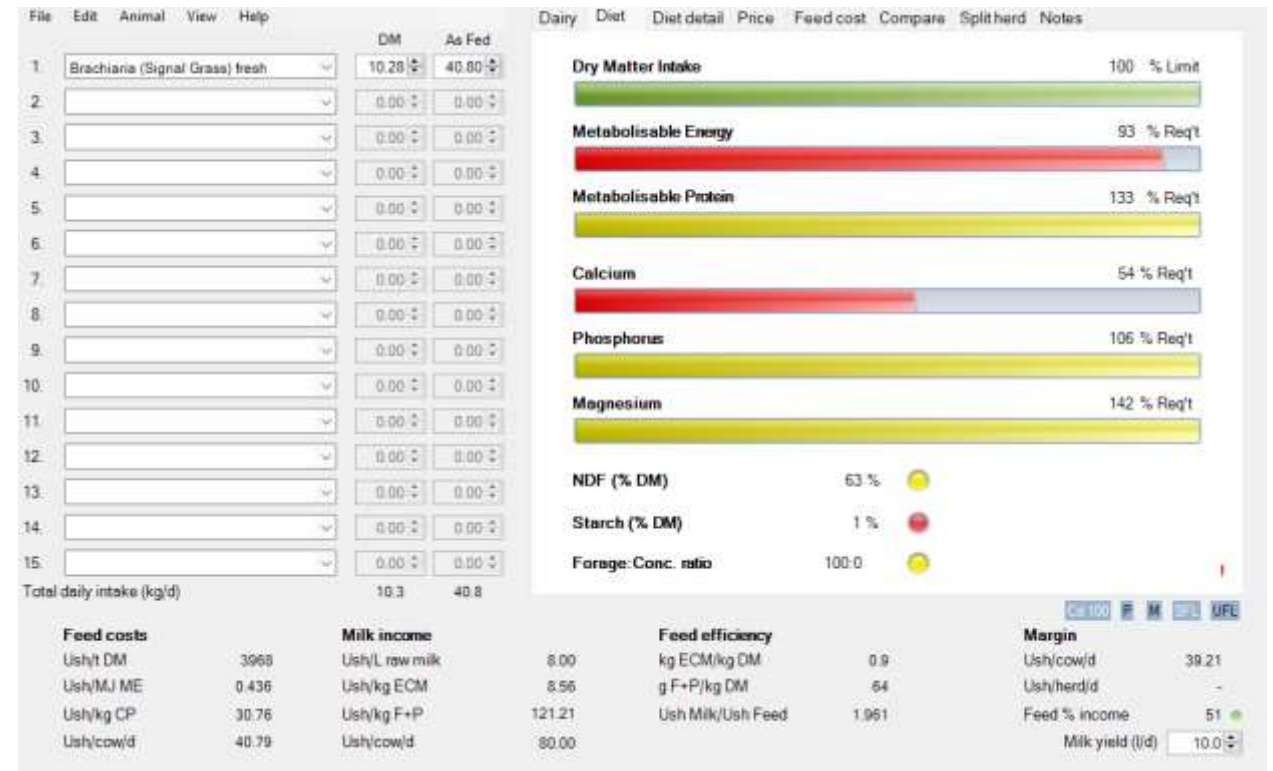 File Edit Animal View Help
Dairy Diet Diet detail Price Feed cost Compare Split herd Notes
DM As Fed
1. Brachiaria (Signal Grass) fresh 10.28 40.80
2. 0.00 0.00
3. 0.00 0.00
4. 0.00 0.00
5. 0.00 0.00
6. 0.00 0.00
7. 0.00 0.00
8. 0.00 0.00
9. 0.00 0.00
10. 0.00 0.00
11. 0.00 0.00
12. 0.00 0.00
13. 0.00 0.00
14. 0.00 0.00
15. 0.00 0.00
Total daily intake (kg/d) 10.3 40.8
Dry Matter Intake 100 % Limit
Metabolisable Energy 93 % Req't
Metabolisable Protein 133 % Req't
Calcium 54 % Req't
Phosphorus 106 % Req't
Magnesium 142 % Req't
NDF (% DM) 63 %
Starch (% DM) 1 %
Forage:Conc. ratio 100:0
!
P M UFL
Feed costs
Ush/t DM 3968
Ush/MJ ME 0.436
Ush/kg CP 30.76
Ush/cow/d 40.79
Milk income
Ush/L raw milk 8.00
Ush/kg ECM 8.56
Ush/kg F+P 121.21
Ush/cow/d 80.00
Feed efficiency
kg ECM/kg DM 0.9
g F+P/kg DM 64
Ush Milk/Ush Feed 1.961
Margin
Ush/cow/d 39.21
Ush/herd/d -
Feed % income 51
Milk yield (l/d) 10.0